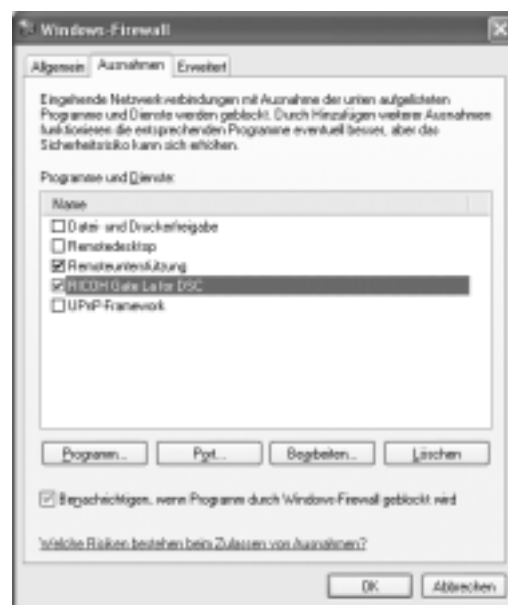 Windows-Firewall
Allgemein Ausnahmen Erweitert
Eingehende Netzwerkverbindungen mit Ausnahme der unten aufgelisteten
Programme und Dienste werden geblockt. Durch Hinzufügen weiterer Ausnahmen
funktionieren die entsprechenden Programme eventuell besser, aber das
Sicherheitsrisiko kann sich erhöhen.
Programme und Dienste:
Name
Datei- und Druckerfreigabe
Remotedesktop
Remoteunterstützung
RICOH Gate La for DSC
UPnP-Framework
Programm... Port... Bearbeiten... Löschen
Benachrichtigen, wenn Programm durch Windows-Firewall geblockt wird
Welche Risiken bestehen beim Zulassen von Ausnahmen?
OK Abbrechen